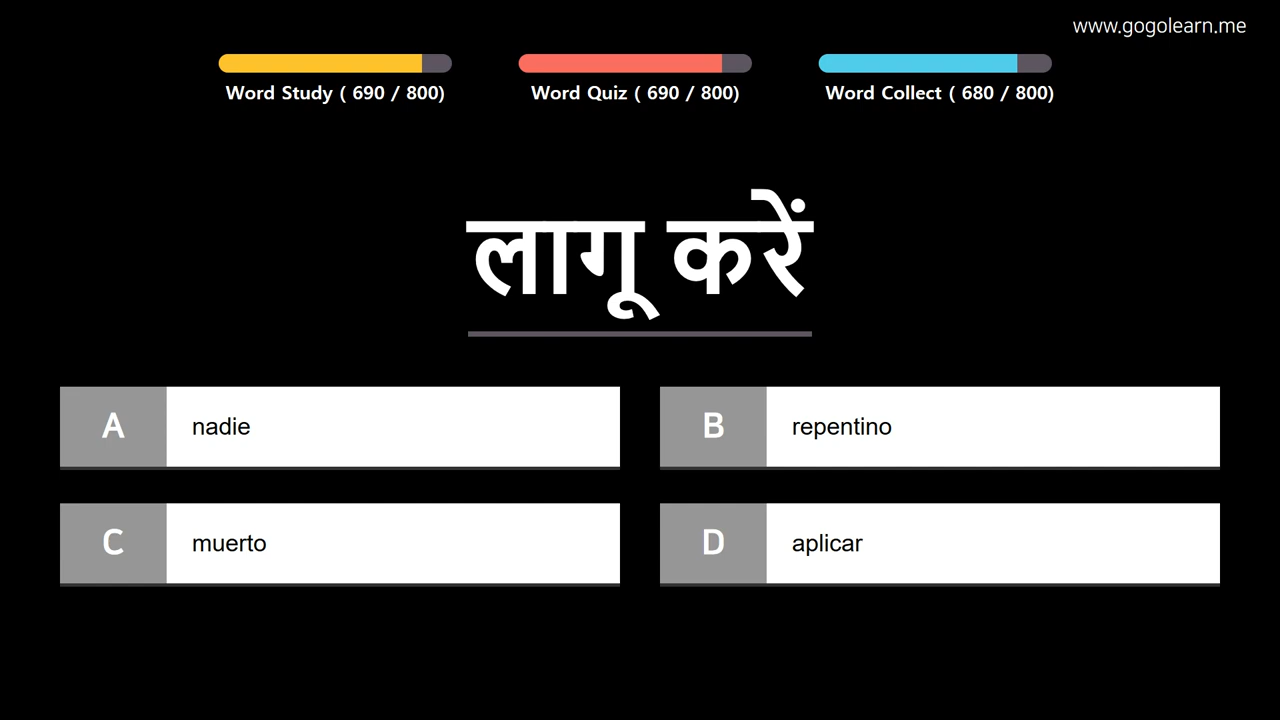 www.gogolearn.me
Word Study ( 690 / 800)
Word Quiz ( 690 / 800)
Word Collect ( 680 / 800)
लागू करें
A nadie
B repentino
C muerto
D aplicar